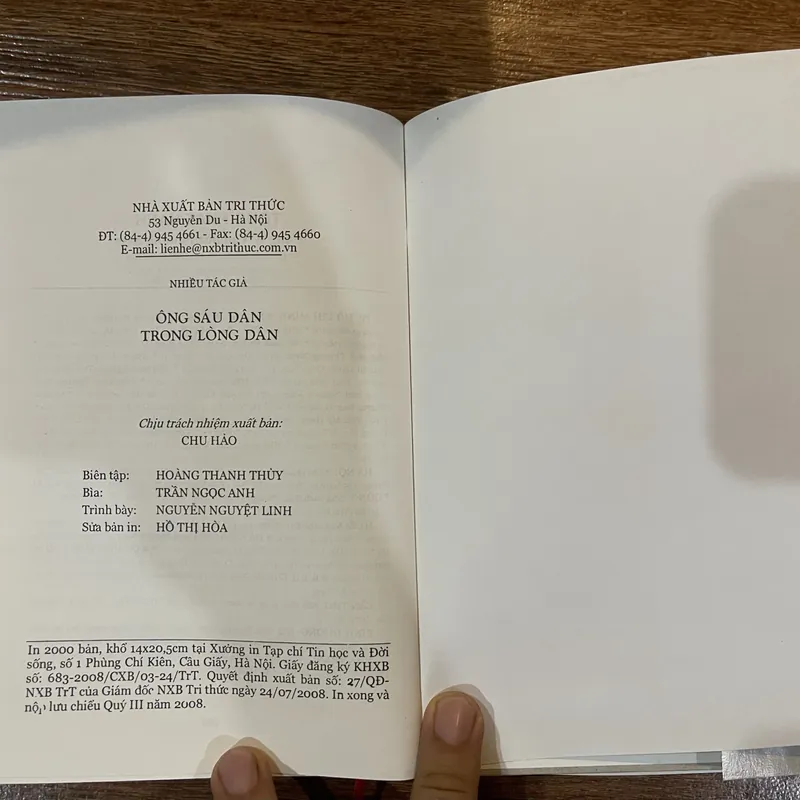 NHÀ XUẤT BẢN TRI THỨC
53 Nguyễn Du - Hà Nội
ĐT: (84-4) 945 4661 - Fax: (84-4) 945 4660
E-mail: lienhe@nxbtrithuc.com.vn
NHIỀU TÁC GIẢ
ÔNG SÁU DÂN
TRONG LÒNG DÂN
Chịu trách nhiệm xuất bản:
CHU HẢO
Biên tập: HOÀNG THANH THỦY
Bìa: TRẦN NGỌC ANH
Trình bày: NGUYỄN NGUYỆT LINH
Sửa bản in: HỒ THỊ HÒA
In 2000 bản, khổ 14x20,5cm tại Xưởng in Tạp chí Tin học và Đời
sống, số 1 Phùng Chí Kiên, Cầu Giấy, Hà Nội. Giấy đăng ký KHXB
số: 683-2008/CXB/03-24/TrT. Quyết định xuất bản số: 27/QĐ-
NXB TrT của Giám đốc NXB Tri thức ngày 24/07/2008. In xong và
nộp lưu chiểu Quý III năm 2008.